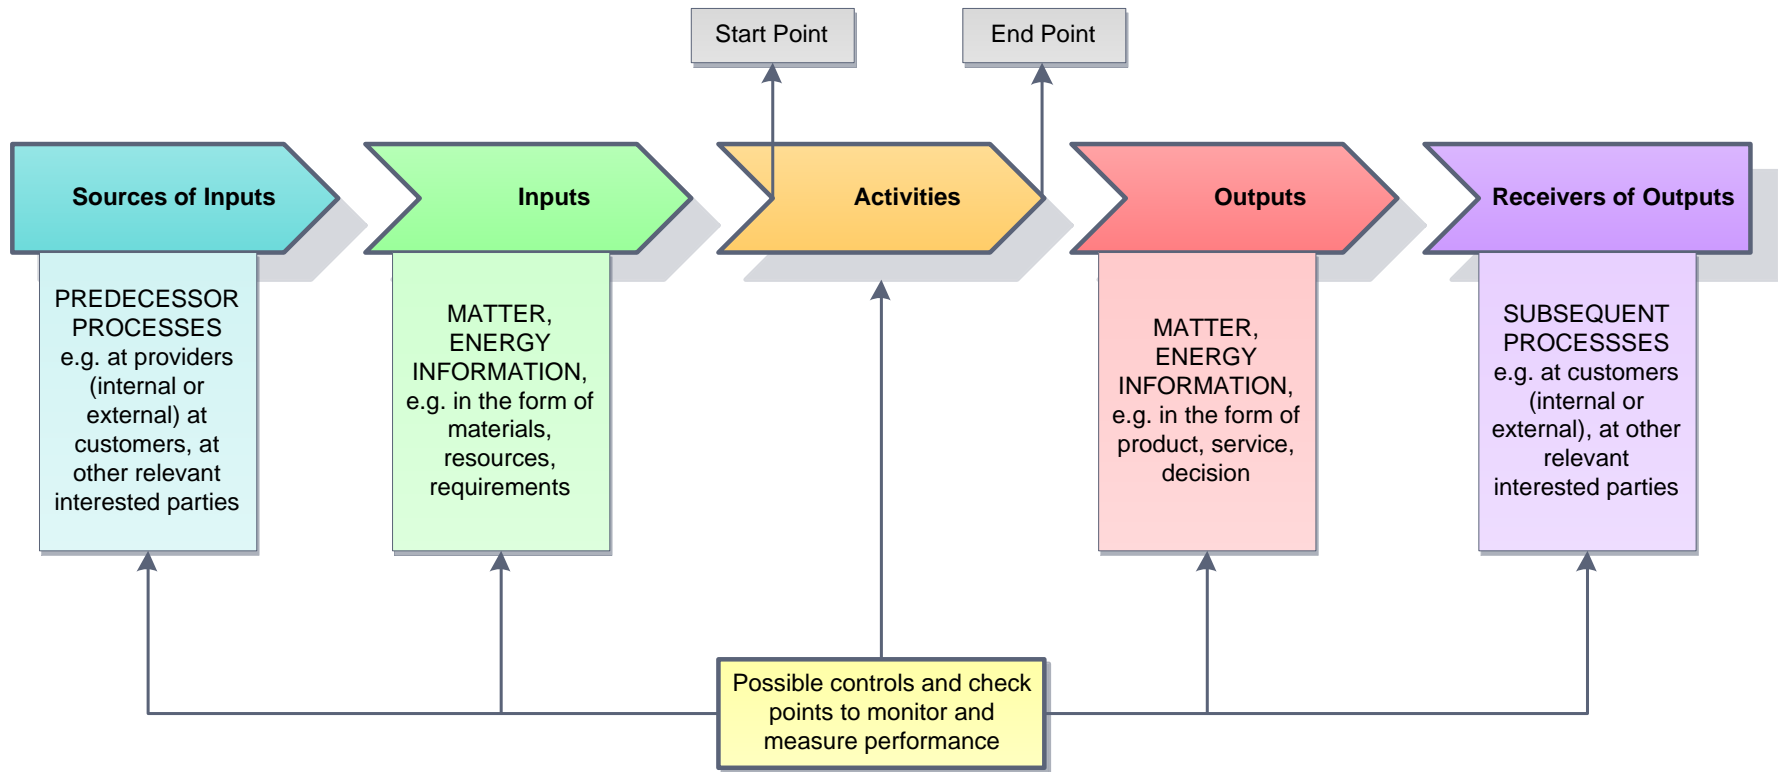 Start Point
End Point
Sources of Inputs
Inputs
Activities
Outputs
Receivers of Outputs
PREDECESSOR
PROCESSES
e.g. at providers
(internal or
external) at
customers, at
other relevant
interested parties
MATTER,
ENERGY
INFORMATION,
e.g. in the form of
materials,
resources,
requirements
MATTER,
ENERGY
INFORMATION,
e.g. in the form of
product, service,
decision
SUBSEQUENT
PROCESSSES
e.g. at customers
(internal or
external), at other
relevant
interested parties
Possible controls and check
points to monitor and
measure performance